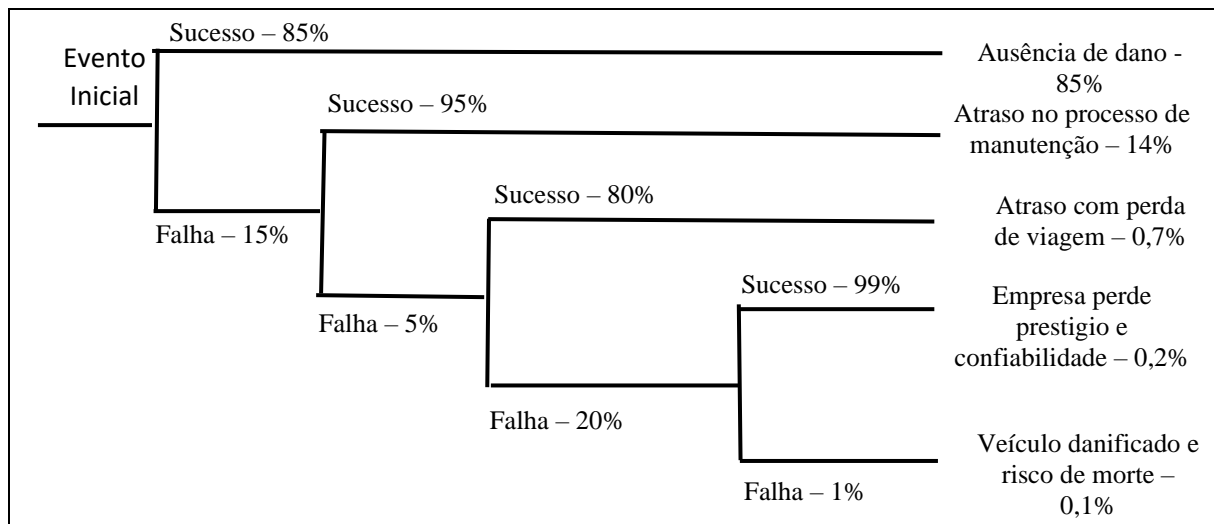 Sucesso – 85%
Evento
Inicial
Ausência de dano -
85%
Sucesso – 95%
Atraso no processo de
manutenção – 14%
Sucesso – 80%
Falha – 15%
Atraso com perda
de viagem – 0,7%
Sucesso – 99%
Falha – 5%
Empresa perde
prestigio e
confiabilidade – 0,2%
Falha – 20%
Veículo danificado e
risco de morte –
0,1%
Falha – 1%